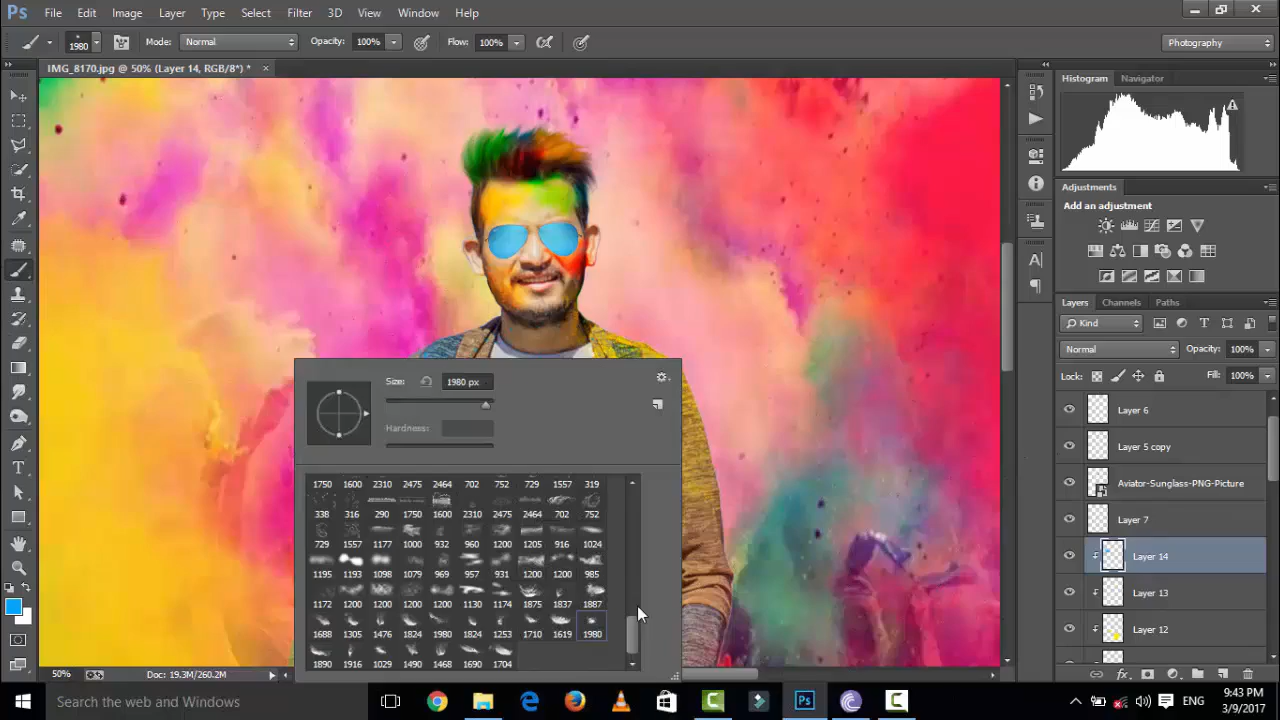 Ps File Edit Image Layer Type Select Filter 3D View Window Help
1980 Mode: Normal Opacity: 100% Flow: 100% Photography
IMG_8170.jpg @ 50% (Layer 14, RGB/8*) *
Histogram Navigator
Adjustments
Add an adjustment
Layers Channels Paths
Kind
Normal Opacity: 100%
Lock: Fill: 100%
Layer 6
Layer 5 copy
Aviator-Sunglass-PNG-Picture
Layer 7
Layer 14
Layer 13
Layer 12
Size: 1980 px
Hardness:
1750 1600 2310 2475 2464 702 752 729 1557 319
338 316 290 1750 1600 2310 2475 2464 702 752
729 1557 1177 1000 932 960 1200 1205 916 1024
1195 1193 1098 1079 969 957 931 1200 1200 985
1172 1200 1200 1200 1130 1174 1875 1837 1887
1688 1305 1476 1824 1980 1824 1253 1710 1619 1980
1890 1916 1029 1490 1468 1690 1704
50% Doc: 19.3M/260.2M
Search the web and Windows
Ps
ENG
9:43 PM
3/9/2017